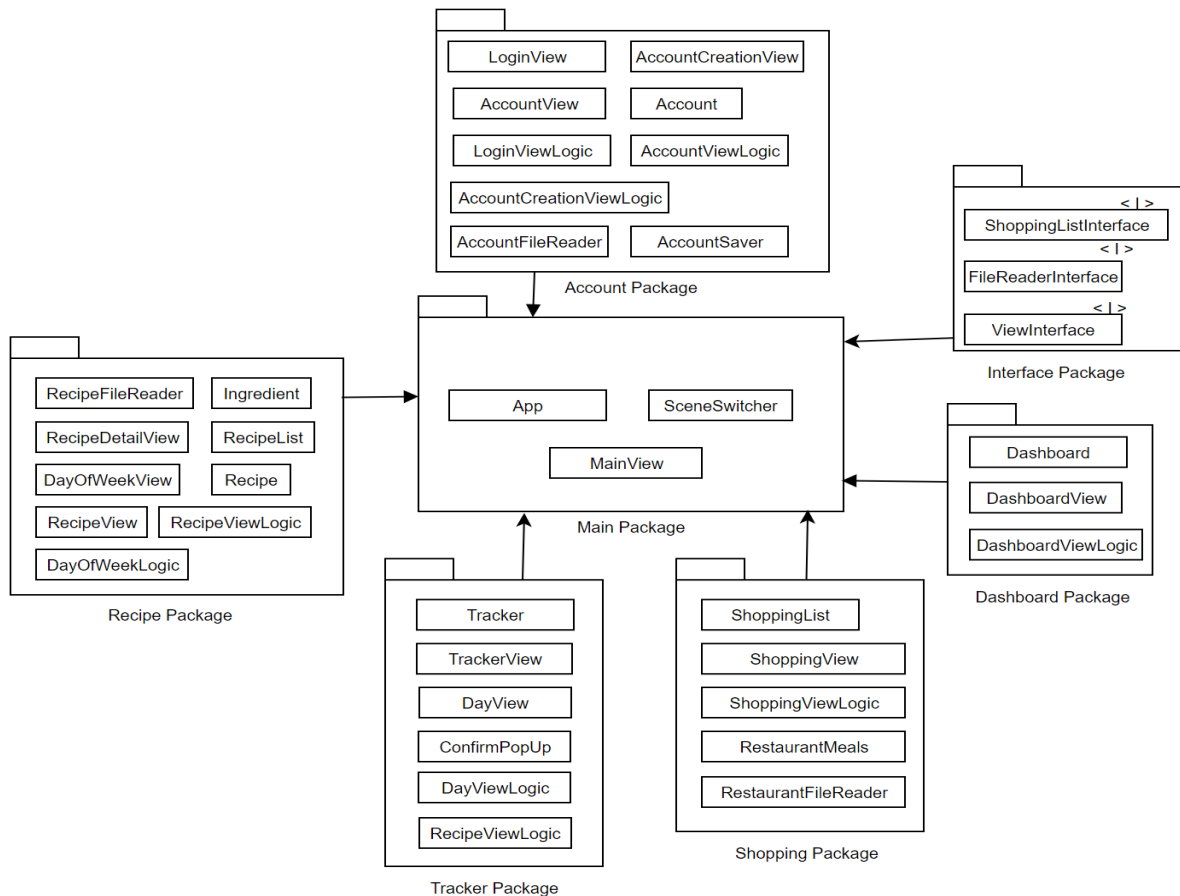 LoginView
AccountCreationView
AccountView
Account
LoginViewLogic
AccountViewLogic
AccountCreationViewLogic
AccountFileReader
AccountSaver
Account Package
< I >
ShoppingListInterface
< I >
FileReaderInterface
< I >
ViewInterface
Interface Package
RecipeFileReader
Ingredient
RecipeDetailView
RecipeList
DayOfWeekView
Recipe
RecipeView
RecipeViewLogic
DayOfWeekLogic
Recipe Package
App
SceneSwitcher
MainView
Main Package
Dashboard
DashboardView
DashboardViewLogic
Dashboard Package
Tracker
TrackerView
DayView
ConfirmPopUp
DayViewLogic
RecipeViewLogic
Tracker Package
ShoppingList
ShoppingView
ShoppingViewLogic
RestaurantMeals
RestaurantFileReader
Shopping Package